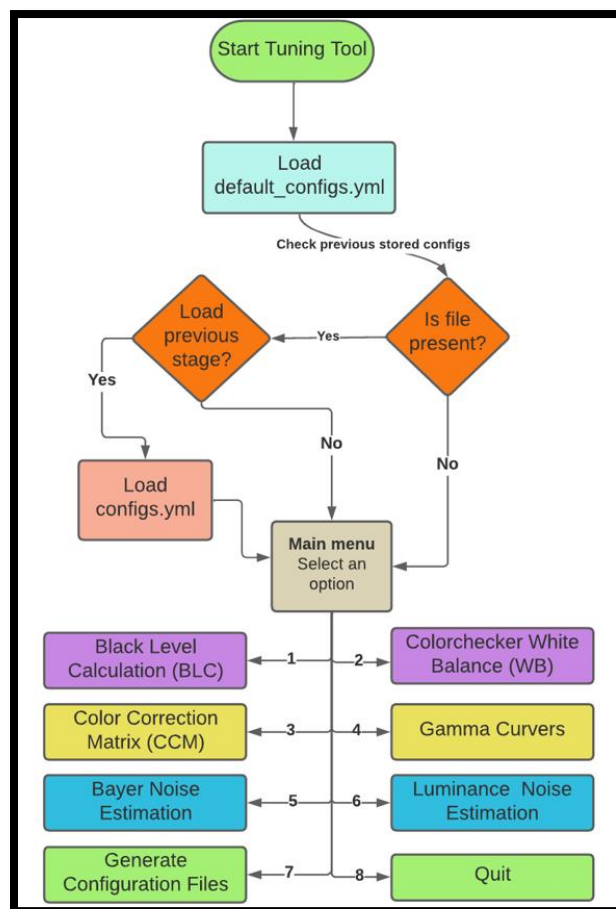 Start Tuning Tool
Load
default_configs.yml
Check previous stored configs
Load
previous
stage?
Yes
Is file
present?
Yes
No
No
Load
configs.yml
Main menu
Select an
option
Black Level
Calculation (BLC)
1
2
Colorchecker White
Balance (WB)
Color Correction
Matrix (CCM)
3
4
Gamma Curvers
Bayer Noise
Estimation
5
6
Luminance Noise
Estimation
Generate
Configuration Files
7
8
Quit